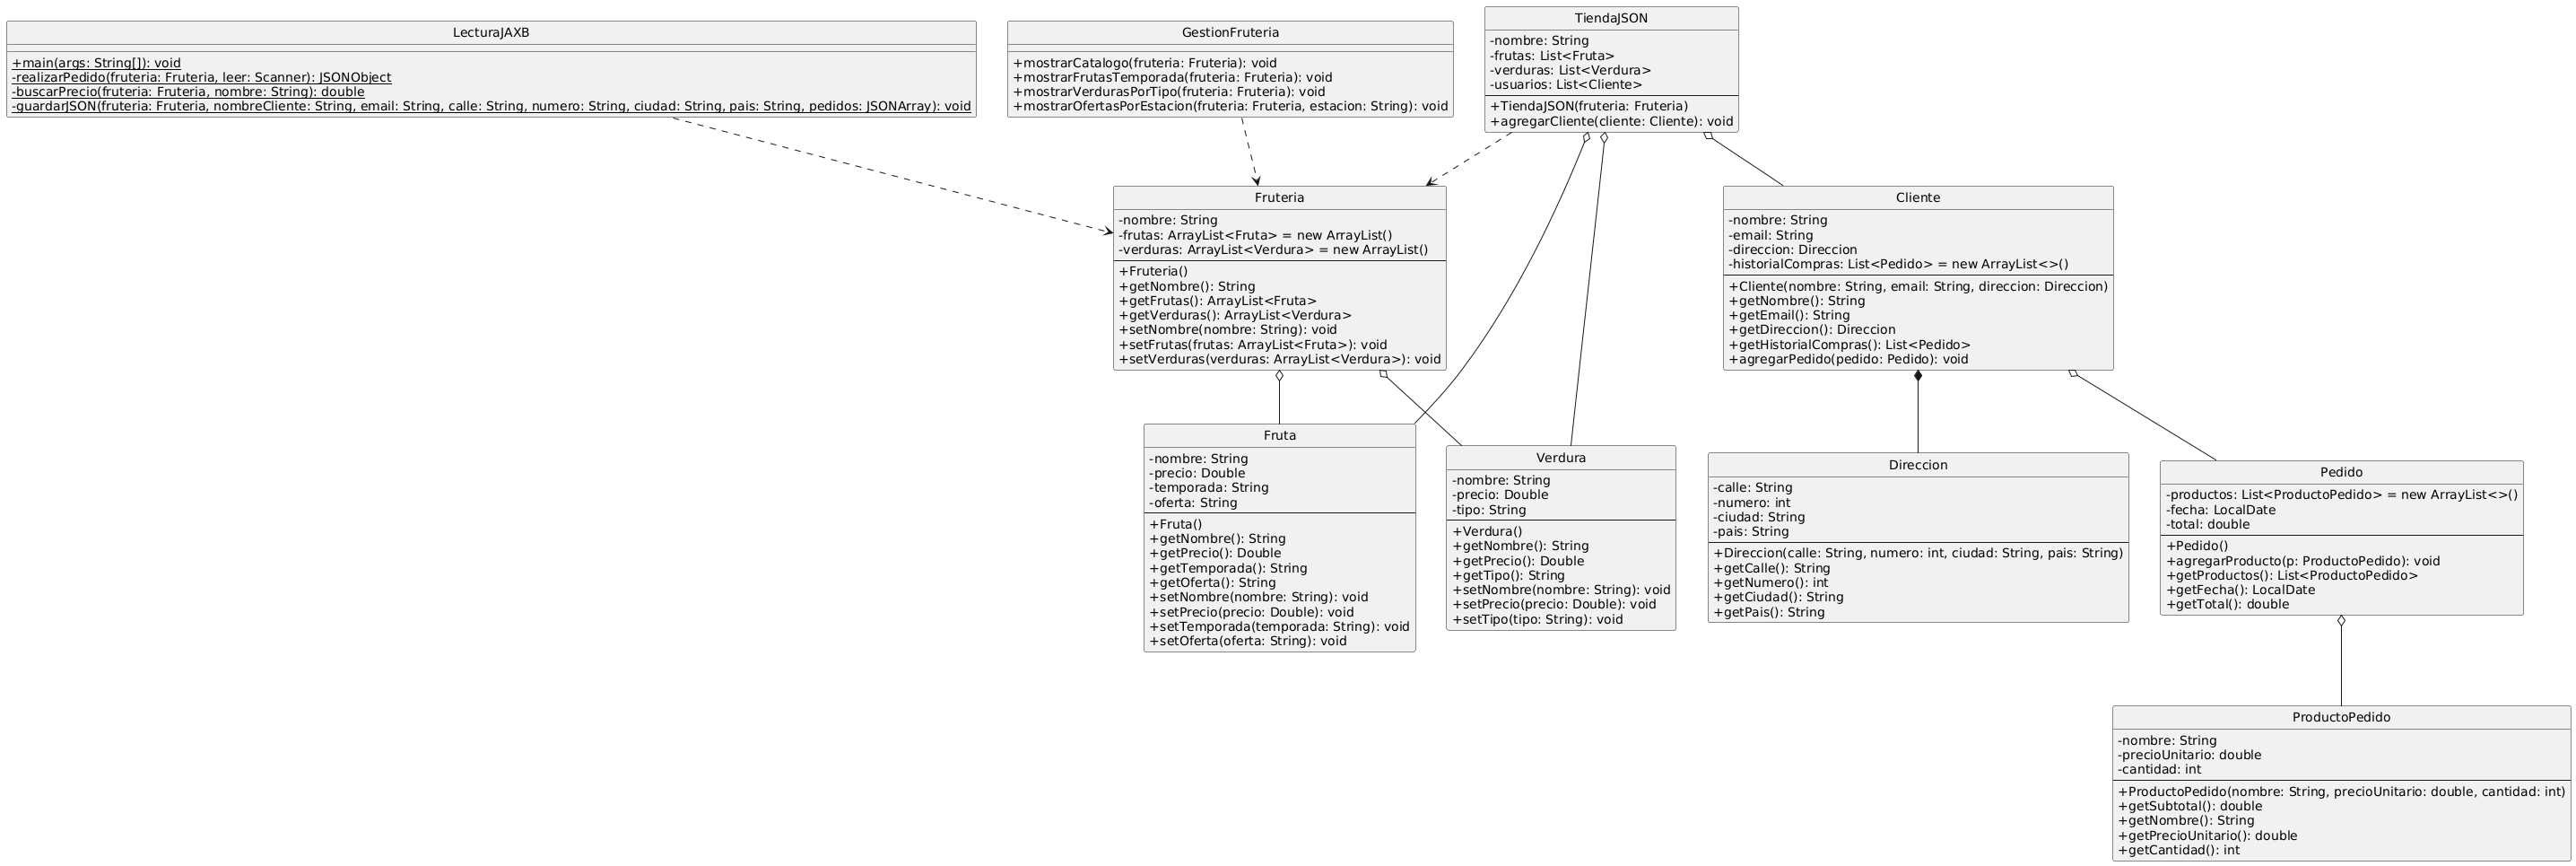 LecturaJAXB
+main(args: String[]): void
-realizarPedido(fruteria: Fruteria, leer: Scanner): JSONObject
-buscarPrecio(fruteria: Fruteria, nombre: String): double
-guardarJSON(fruteria: Fruteria, nombreCliente: String, email: String, calle: String, numero: String, ciudad: String, pais: String, pedidos: JSONArray): void
GestionFruteria
+mostrarCatalogo(fruteria: Fruteria): void
+mostrarFrutasTemporada(fruteria: Fruteria): void
+mostrarVerdurasPorTipo(fruteria: Fruteria): void
+mostrarOfertasPorEstacion(fruteria: Fruteria, estacion: String): void
TiendaJSON
-nombre: String
-frutas: List<Fruta>
-verduras: List<Verdura>
-usuarios: List<Cliente>
+TiendaJSON(fruteria: Fruteria)
+agregarCliente(cliente: Cliente): void
Fruteria
-nombre: String
-frutas: ArrayList<Fruta> = new ArrayList()
-verduras: ArrayList<Verdura> = new ArrayList()
+Fruteria()
+getNombre(): String
+getFrutas(): ArrayList<Fruta>
+getVerduras(): ArrayList<Verdura>
+setNombre(nombre: String): void
+setFrutas(frutas: ArrayList<Fruta>): void
+setVerduras(verduras: ArrayList<Verdura>): void
Cliente
-nombre: String
-email: String
-direccion: Direccion
-historialCompras: List<Pedido> = new ArrayList<>()
+Cliente(nombre: String, email: String, direccion: Direccion)
+getNombre(): String
+getEmail(): String
+getDireccion(): Direccion
+getHistorialCompras(): List<Pedido>
+agregarPedido(pedido: Pedido): void
Fruta
-nombre: String
-precio: Double
-temporada: String
-oferta: String
+Fruta()
+getNombre(): String
+getPrecio(): Double
+getTemporada(): String
+getOferta(): String
+setNombre(nombre: String): void
+setPrecio(precio: Double): void
+setTemporada(temporada: String): void
+setOferta(oferta: String): void
Verdura
-nombre: String
-precio: Double
-tipo: String
+Verdura()
+getNombre(): String
+getPrecio(): Double
+getTipo(): String
+setNombre(nombre: String): void
+setPrecio(precio: Double): void
+setTipo(tipo: String): void
Direccion
-calle: String
-numero: int
-ciudad: String
-pais: String
+Direccion(calle: String, numero: int, ciudad: String, pais: String)
+getCalle(): String
+getNumero(): int
+getCiudad(): String
+getPais(): String
Pedido
-productos: List<ProductoPedido> = new ArrayList<>()
-fecha: LocalDate
-total: double
+Pedido()
+agregarProducto(p: ProductoPedido): void
+getProductos(): List<ProductoPedido>
+getFecha(): LocalDate
+getTotal(): double
ProductoPedido
-nombre: String
-precioUnitario: double
-cantidad: int
+ProductoPedido(nombre: String, precioUnitario: double, cantidad: int)
+getSubtotal(): double
+getNombre(): String
+getPrecioUnitario(): double
+getCantidad(): int